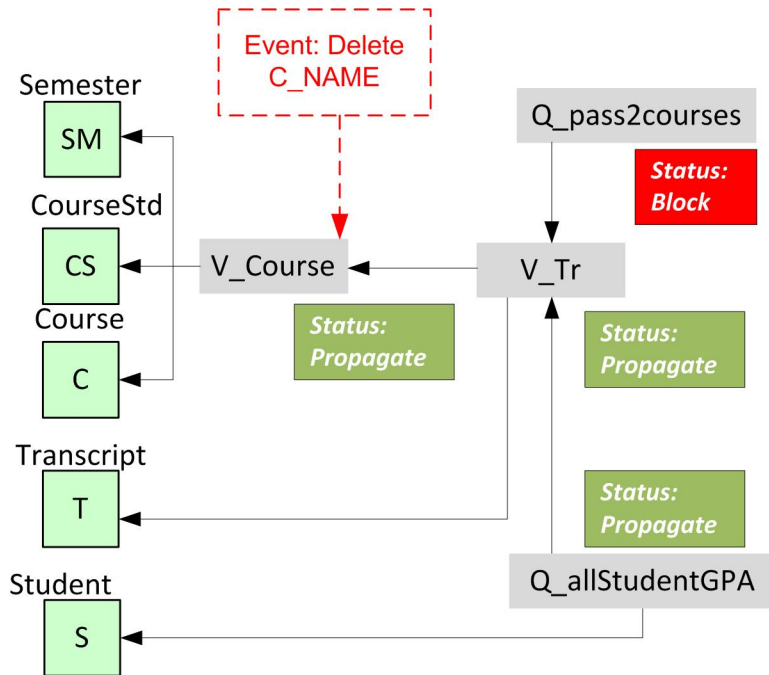 Event: Delete
C_NAME
Semester
SM
Q_pass2courses
Status:
Block
CourseStd
CS
V_Course
V_Tr
Course
C
Status:
Propagate
Status:
Propagate
Transcript
T
Status:
Propagate
Student
S
Q_allStudentGPA